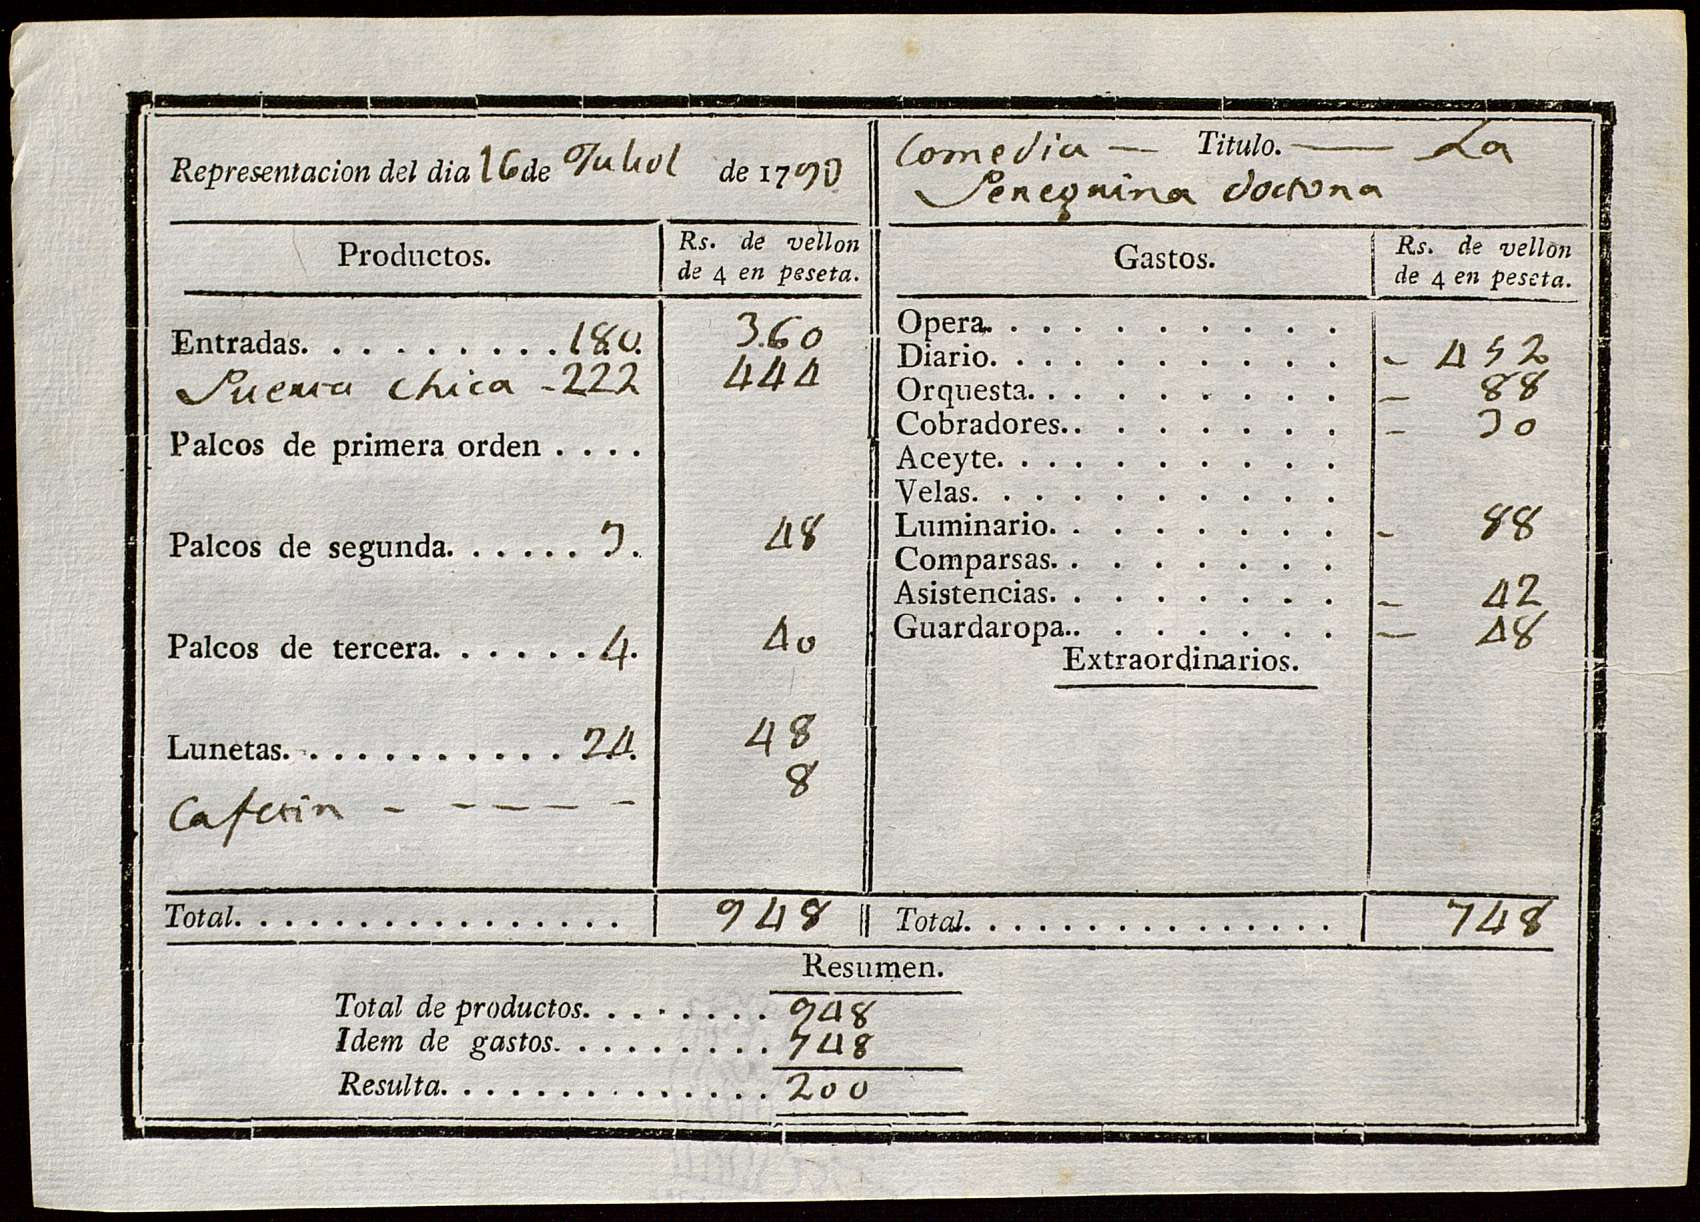 Representacion del dia 16 de Juliol de 1790
Comedia — Titulo. — La
Peregrina doctora
Productos.
Rs. de vellon
de 4 en peseta.
Entradas. . . . . . . . . 180. 360
Puerta chica - 222 444
Palcos de primera orden . . . .
Palcos de segunda. . . . . . 3. 48
Palcos de tercera. . . . . . 4. 40
Lunetas. . . . . . . . . . . 24. 48
Cafetin - - - - - 8
Total. . . . . . . . . . . . . . . . 948
Gastos.
Rs. de vellon
de 4 en peseta.
Opera. . . . . . . . . .
Diario. . . . . . . . . . - 452
Orquesta. . . . . . . . . - 88
Cobradores. . . . . . . . - 30
Aceyte. . . . . . . . . .
Velas. . . . . . . . . .
Luminario. . . . . . . . - 88
Comparsas. . . . . . . .
Asistencias. . . . . . . . - 42
Guardaropa. . . . . . . . - 48
Extraordinarios.
Total. . . . . . . . . . . . . . . . 748
Resumen.
Total de productos. . . . . . . . 948
Idem de gastos. . . . . . . . . 748
Resulta. . . . . . . . . . . . . . 200